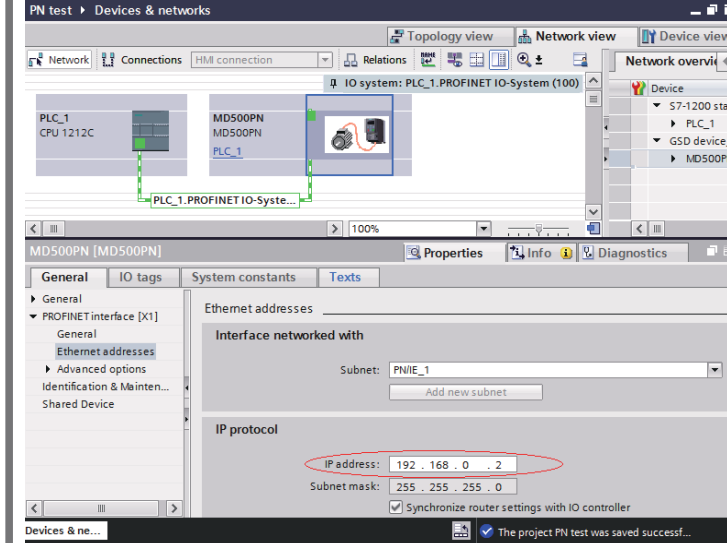 PN test ▸ Devices & networks
Topology view Network view Device view
Network Connections HMI connection Relations Network overvie
IO system: PLC_1.PROFINET IO-System (100)
Device
PLC_1 MD500PN S7-1200 sta
CPU 1212C MD500PN PLC_1
PLC_1 GSD device
MD500P
PLC_1.PROFINET IO-Syste...
100%
MD500PN [MD500PN] Properties Info Diagnostics
General IO tags System constants Texts
General
Ethernet addresses
PROFINET interface [X1]
General
Interface networked with
Ethernet addresses
Advanced options
Subnet: PN/IE_1
Identification & Mainten...
Add new subnet
Shared Device
IP protocol
IP address: 192 . 168 . 0 . 2
Subnet mask: 255 . 255 . 255 . 0
Synchronize router settings with IO controller
Devices & ne... The project PN test was saved successf...